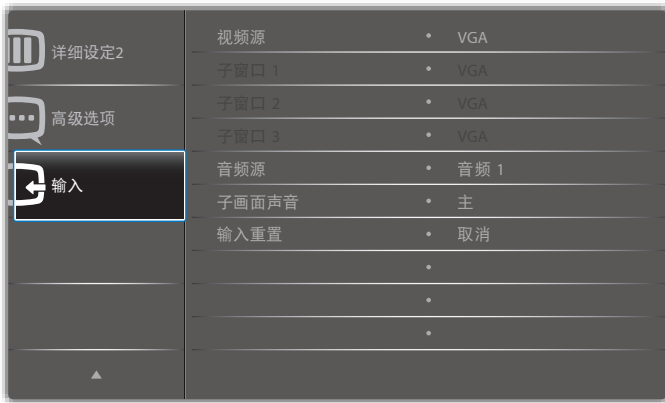 详细设定2
高级选项
输入
视频源 • VGA
子窗口 1 • VGA
子窗口 2 • VGA
子窗口 3 • VGA
音频源 • 音频 1
子画面声音 • 主
输入重置 • 取消
•
•
•